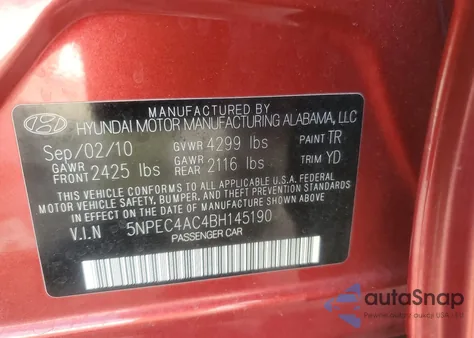 MANUFACTURED BY
HYUNDAI MOTOR MANUFACTURING ALABAMA, LLC
Sep/02/10 GVWR 4299 lbs PAINT TR
GAWR FRONT 2425 lbs GAWR REAR 2116 lbs TRIM YD
THIS VEHICLE CONFORMS TO ALL APPLICABLE U.S. FEDERAL
MOTOR VEHICLE SAFETY, BUMPER, AND THEFT PREVENTION STANDARDS
IN EFFECT ON THE DATE OF MANUFACTURE SHOWN ABOVE.
V.I.N 5NPEC4AC4BH145190
PASSENGER CAR
autoSnap